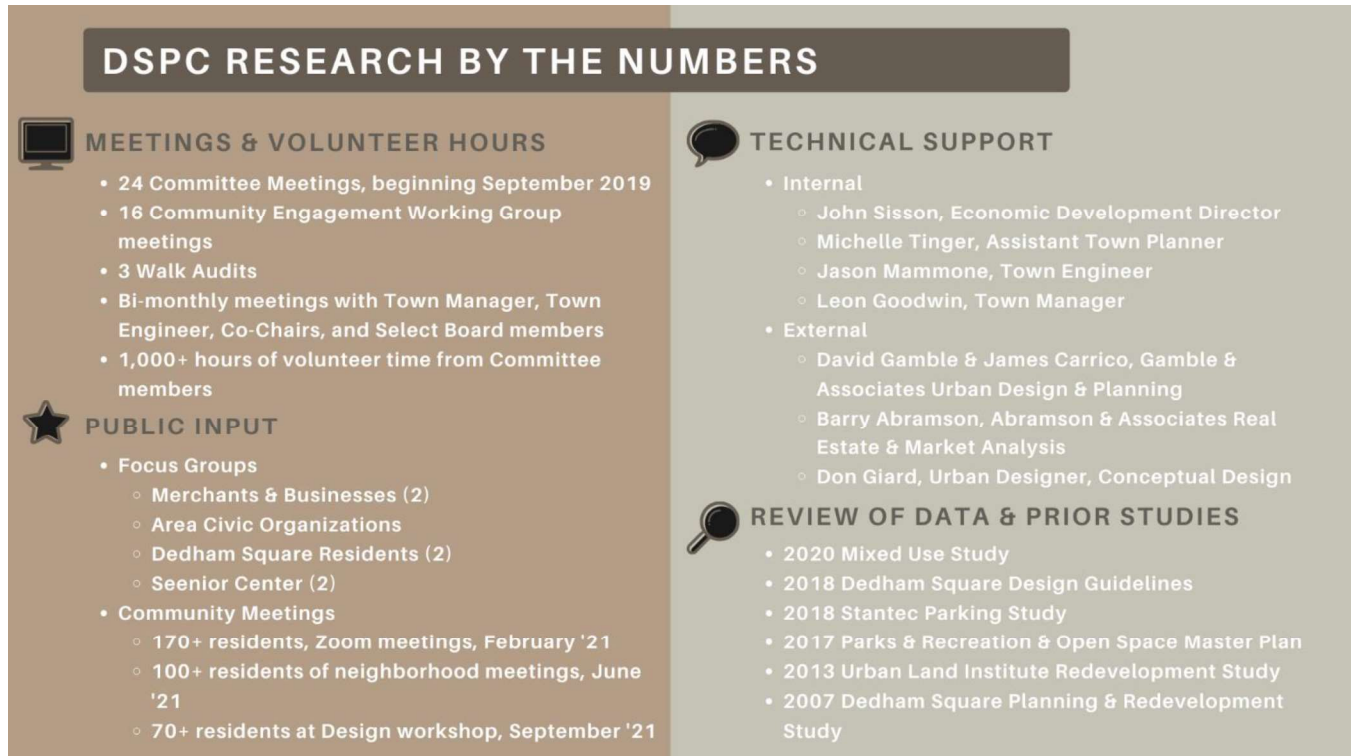 DSPC RESEARCH BY THE NUMBERS
MEETINGS & VOLUNTEER HOURS
• 24 Committee Meetings, beginning September 2019
• 16 Community Engagement Working Group
meetings
• 3 Walk Audits
• Bi-monthly meetings with Town Manager, Town
Engineer, Co-Chairs, and Select Board members
• 1,000+ hours of volunteer time from Committee
members
PUBLIC INPUT
• Focus Groups
◦ Merchants & Businesses (2)
◦ Area Civic Organizations
◦ Dedham Square Residents (2)
◦ Seenior Center (2)
• Community Meetings
◦ 170+ residents, Zoom meetings, February '21
◦ 100+ residents of neighborhood meetings, June
'21
◦ 70+ residents at Design workshop, September '21
TECHNICAL SUPPORT
• Internal
◦ John Sisson, Economic Development Director
◦ Michelle Tinger, Assistant Town Planner
◦ Jason Mammone, Town Engineer
◦ Leon Goodwin, Town Manager
• External
◦ David Gamble & James Carrico, Gamble &
Associates Urban Design & Planning
◦ Barry Abramson, Abramson & Associates Real
Estate & Market Analysis
◦ Don Giard, Urban Designer, Conceptual Design
REVIEW OF DATA & PRIOR STUDIES
• 2020 Mixed Use Study
• 2018 Dedham Square Design Guidelines
• 2018 Stantec Parking Study
• 2017 Parks & Recreation & Open Space Master Plan
• 2013 Urban Land Institute Redevelopment Study
• 2007 Dedham Square Planning & Redevelopment
Study